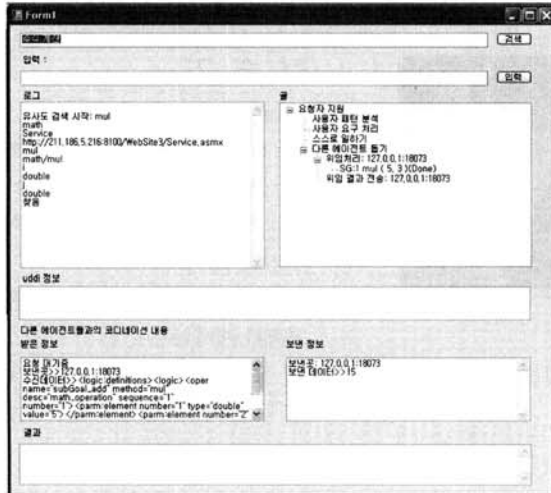 Form1
검색
입력 :
입력
로그
골
유사도 검색 시작: mul
math
Service
http://211.186.5.216:8100/WebSite3/Service.asmx
mul
math/mul
i
double
j
double
찾음
요청자 지원
사용자 패턴 분석
사용자 요구 처리
스스로 일하기
다른 에이전트 돕기
위임처리: 127.0.0.1:18073
SG:1 mul ( 5, 3 )(Done)
위임 결과 전송: 127.0.0.1:18073
uddi 정보
다른 에이전트들과의 코디네이션 내용
받은 정보
보낸 정보
요청 대기중
보낸곳>>127.0.0.1:18073
수신데이터>><logic:definitions><logic><oper
name="subGoal_add" method="mul"
desc="math_operation" sequence="1"
number="1"><parm:element number="1" type="double"
value="5"></parm:element><parm:element number="2"
보낸곳: 127.0.0.1:18073
보낸 데이터>>15
결과